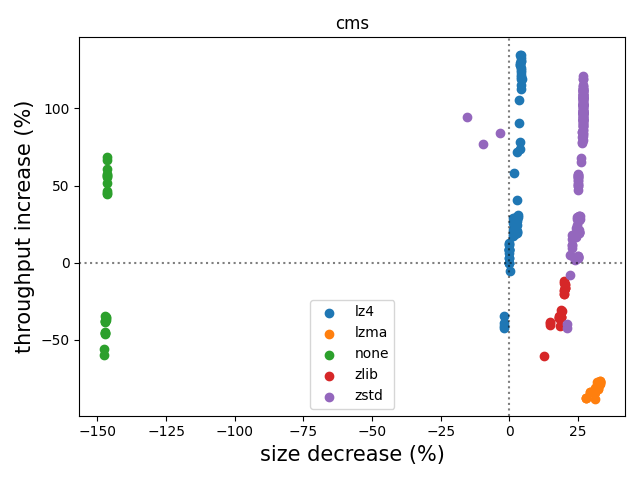 cms
throughput increase (%)
100
50
0
−50
lz4
lzma
none
zlib
zstd
−150
−125
−100
−75
−50
−25
0
25
size decrease (%)